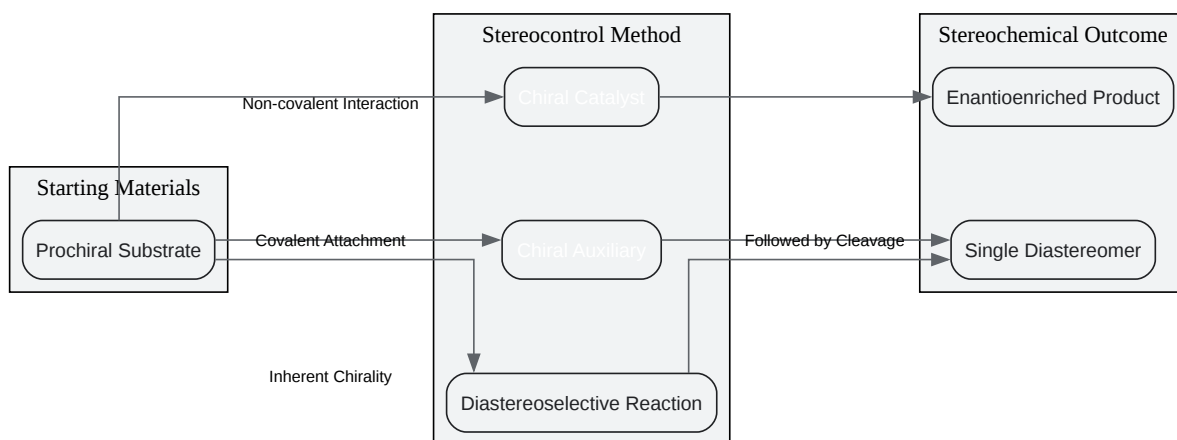 Stereocontrol Method
Stereochemical Outcome
Non-covalent Interaction
Chiral Catalyst
Enantioenriched Product
Starting Materials
Prochiral Substrate
Covalent Attachment
Chiral Auxiliary
Followed by Cleavage
Single Diastereomer
Inherent Chirality
Diastereoselective Reaction